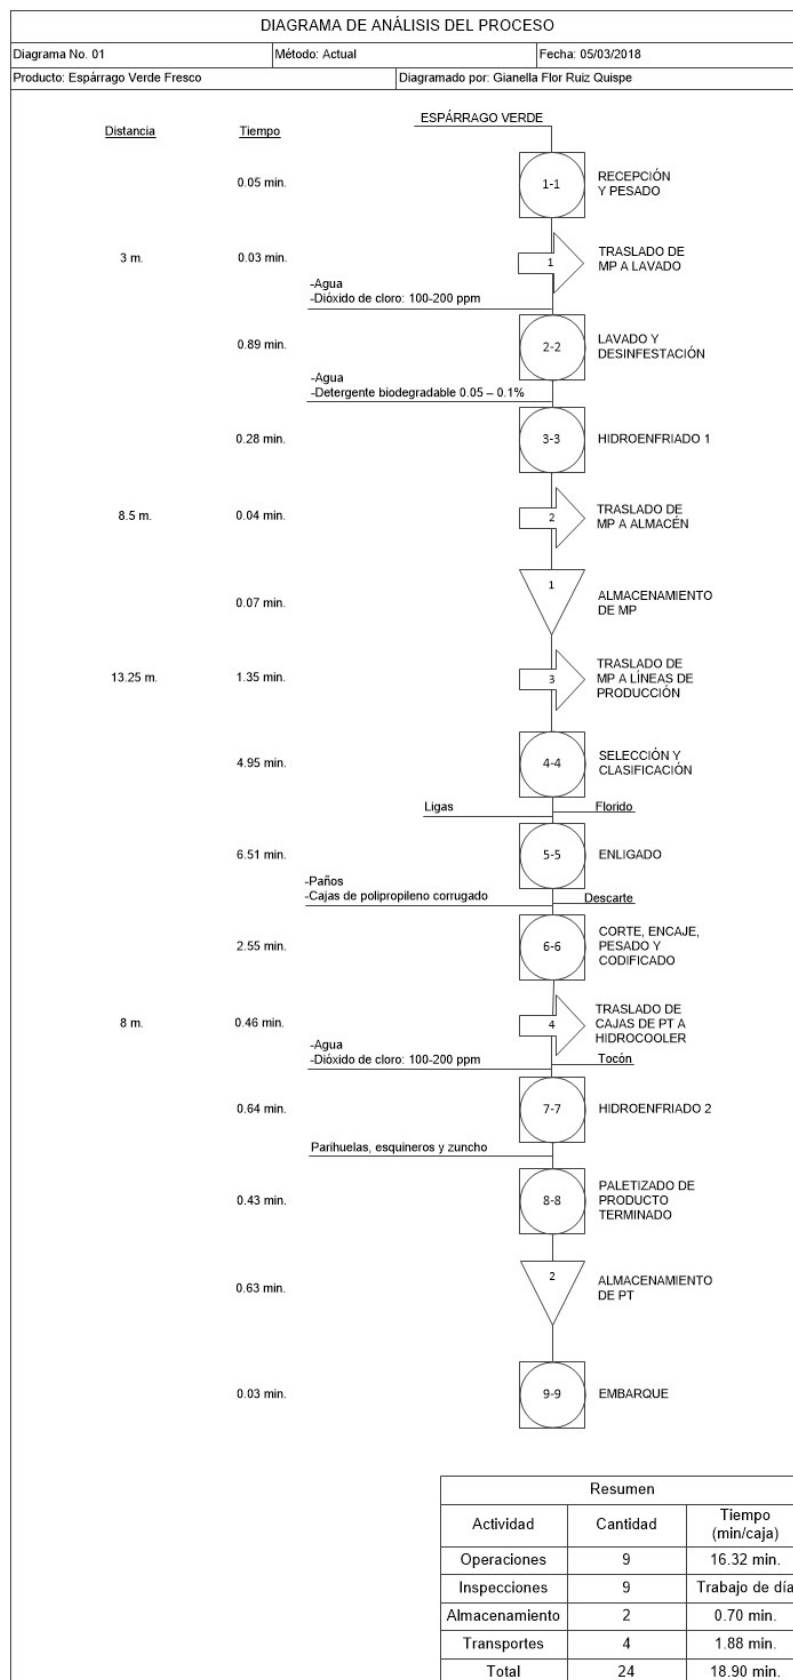 DIAGRAMA DE ANÁLISIS DEL PROCESO
Diagrama No. 01
Método: Actual
Fecha: 05/03/2018
Producto: Espárrago Verde Fresco
Diagramado por: Gianella Flor Ruiz Quispe
ESPÁRRAGO VERDE
Distancia
Tiempo
0.05 min.
1-1
RECEPCIÓN
Y PESADO
3 m.
0.03 min.
1
TRASLADO DE
MP A LAVADO
-Agua
-Dióxido de cloro: 100-200 ppm
0.89 min.
2-2
LAVADO Y
DESINFESTACIÓN
-Agua
-Detergente biodegradable 0.05 – 0.1%
0.28 min.
3-3
HIDROENFRIADO 1
8.5 m.
0.04 min.
2
TRASLADO DE
MP A ALMACÉN
0.07 min.
1
ALMACENAMIENTO
DE MP
13.25 m.
1.35 min.
3
TRASLADO DE
MP A LÍNEAS DE
PRODUCCIÓN
4.95 min.
4-4
SELECCIÓN Y
CLASIFICACIÓN
Ligas
Florido
6.51 min.
5-5
ENLIGADO
-Paños
-Cajas de polipropileno corrugado
Descarte
2.55 min.
6-6
CORTE, ENCAJE,
PESADO Y
CODIFICADO
8 m.
0.46 min.
4
TRASLADO DE
CAJAS DE PT A
HIDROCOOLER
-Agua
-Dióxido de cloro: 100-200 ppm
Tocón
0.64 min.
7-7
HIDROENFRIADO 2
Parihuelas, esquineros y zuncho
0.43 min.
8-8
PALETIZADO DE
PRODUCTO
TERMINADO
0.63 min.
2
ALMACENAMIENTO
DE PT
0.03 min.
9-9
EMBARQUE
Resumen
Actividad
Cantidad
Tiempo
(min/caja)
Operaciones
9
16.32 min.
Inspecciones
9
Trabajo de día
Almacenamiento
2
0.70 min.
Transportes
4
1.88 min.
Total
24
18.90 min.